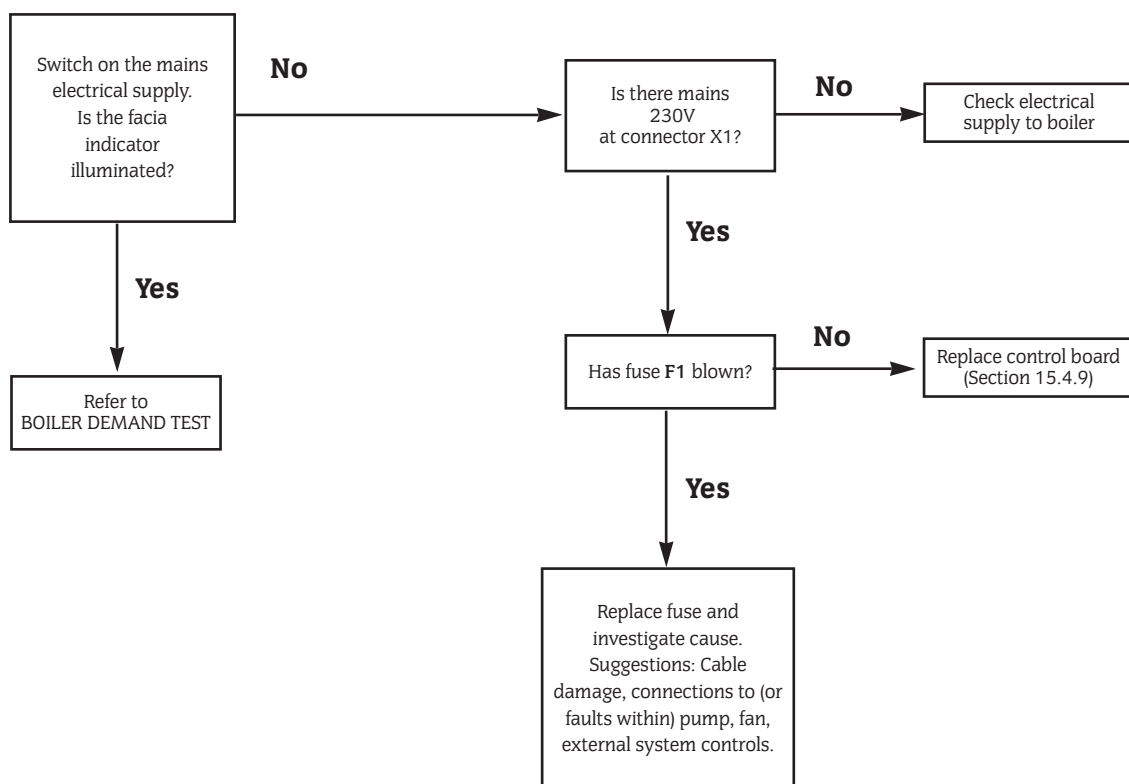 Switch on the mains
electrical supply.
Is the facia
indicator
illuminated?
No
Is there mains
230V
at connector X1?
No
Check electrical
supply to boiler
Yes
Refer to
BOILER DEMAND TEST
Yes
Has fuse F1 blown?
No
Replace control board
(Section 15.4.9)
Yes
Replace fuse and
investigate cause.
Suggestions: Cable
damage, connections to (or
faults within) pump, fan,
external system controls.